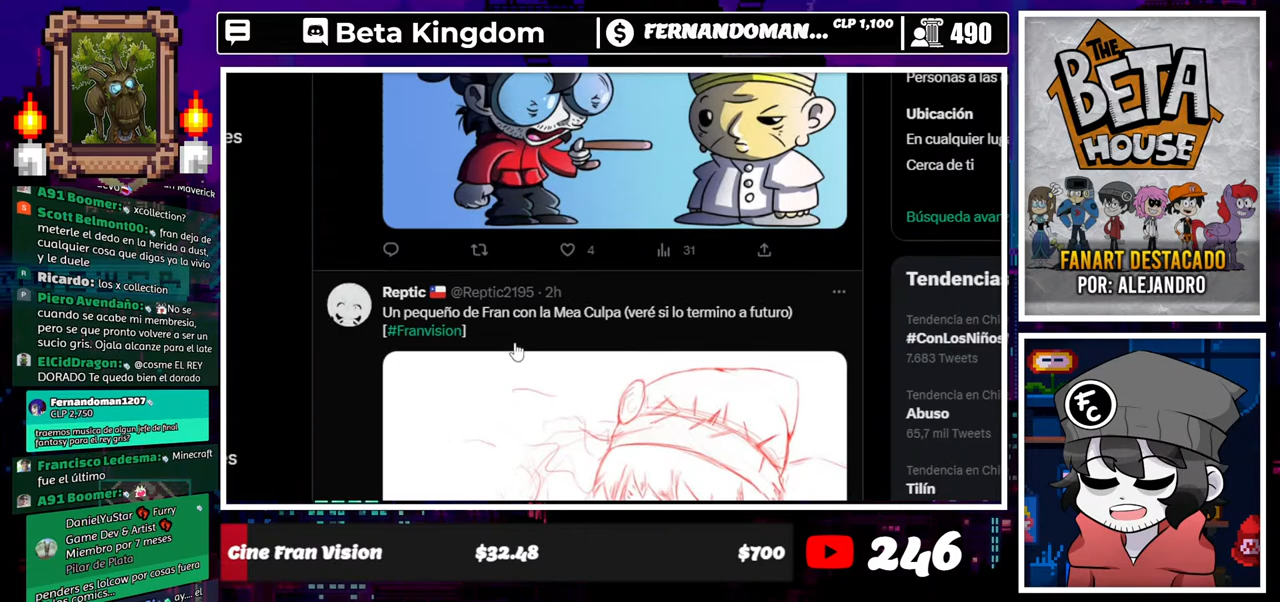 Beta Kingdom
FERNANDOMAN...
CLP 1,100
490
A91 Boomer:
xcollection?
Scott Belmont00: fran deja de
meterle el dedo en la herida a dust,
cualquier cosa que digas ya la vivio
y le duele
Ricardo: los x collection
Piero Avendaño: No se
cuando se acabe mi membresia,
pero se que pronto volvere a ser un
sucio gris. Ojala alcanze para el late
ElCidDragon: @cosme EL REY
DORADO Te queda bien el dorado
Fernandoman1207
CLP 2,750
traemos musica de algun jefe de final
fantasy para el rey gris?
Francisco Ledesma: Minecraft
fue el último
A91 Boomer:
DanielYuStar Furry
Game Dev & Artist
Miembro por 7 meses
Pilar de Plata
penders es lolcow por cosas fuera
ay.... el
es
4
31
Reptic @Reptic2195 · 2h
Un pequeño de Fran con la Mea Culpa (veré si lo termino a futuro)
[#Franvision]
es
Personas a las
Ubicación
En cualquier lug
Cerca de ti
Búsqueda avan
Tendencias
Tendencia en Chi
#ConLosNiños
7.683 Tweets
Tendencia en Chi
Abuso
65,7 mil Tweets
Tendencia en Chi
Tilín
THE
BETA
HOUSE
FANART DESTACADO
POR: ALEJANDRO
FC
Cine Fran Vision
$32.48
$700
246